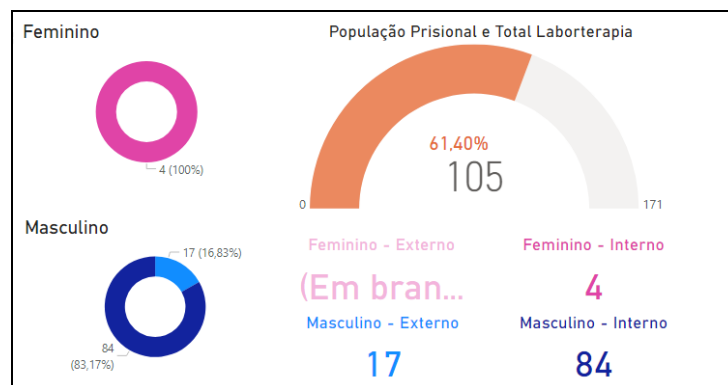 Feminino
4 (100%)
Masculino
17 (16,83%)
84
(83,17%)
População Prisional e Total Laborterapia
61,40%
105
0
171
Feminino - Externo
(Em bran...
Feminino - Interno
4
Masculino - Externo
17
Masculino - Interno
84